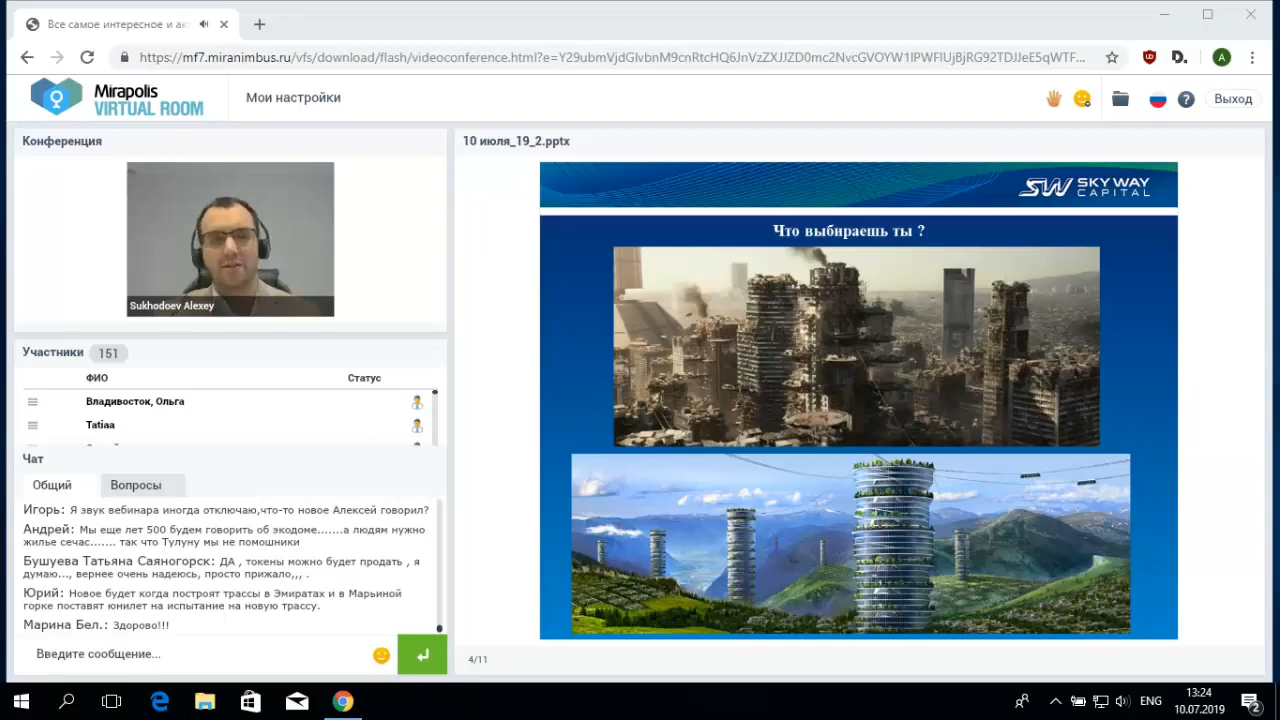 Все самое интересное и ак
https://mf7.miranimbus.ru/vfs/download/flash/videoconference.html?e=Y29ubmVjdGlvbnM9cnRtcHQ6JnVzZXJJZD0mc2NvcGVOYW1lPWFlUjBjRG92TDJJeE5qWTF...
Mirapolis
VIRTUAL ROOM
Мои настройки
Выход
Конференция
10 июля_19_2.pptx
SW SKY WAY
CAPITAL
Что выбираешь ты ?
Sukhodoev Alexey
Участники 151
ФИО Статус
Владивосток, Ольга
Tatiaa
Чат
Общий Вопросы
Игорь: Я звук вебинара иногда отключаю,что-то новое Алексей говорил?
Андрей: Мы еще лет 500 будем говорить об экодоме.......а людям нужно
жилье сечас....... так что Тулуну мы не помошники
Бушуева Татьяна Саяногорск: ДА , токены можно будет продать , я
думаю..., вернее очень надеюсь, просто прижало,,, .
Юрий: Новое будет когда построят трассы в Эмиратах и в Марьиной
горке поставят юнилет на испытание на новую трассу.
Марина Бел.: Здорово!!!
Введите сообщение...
4/11
ENG
13:24
10.07.2019
2